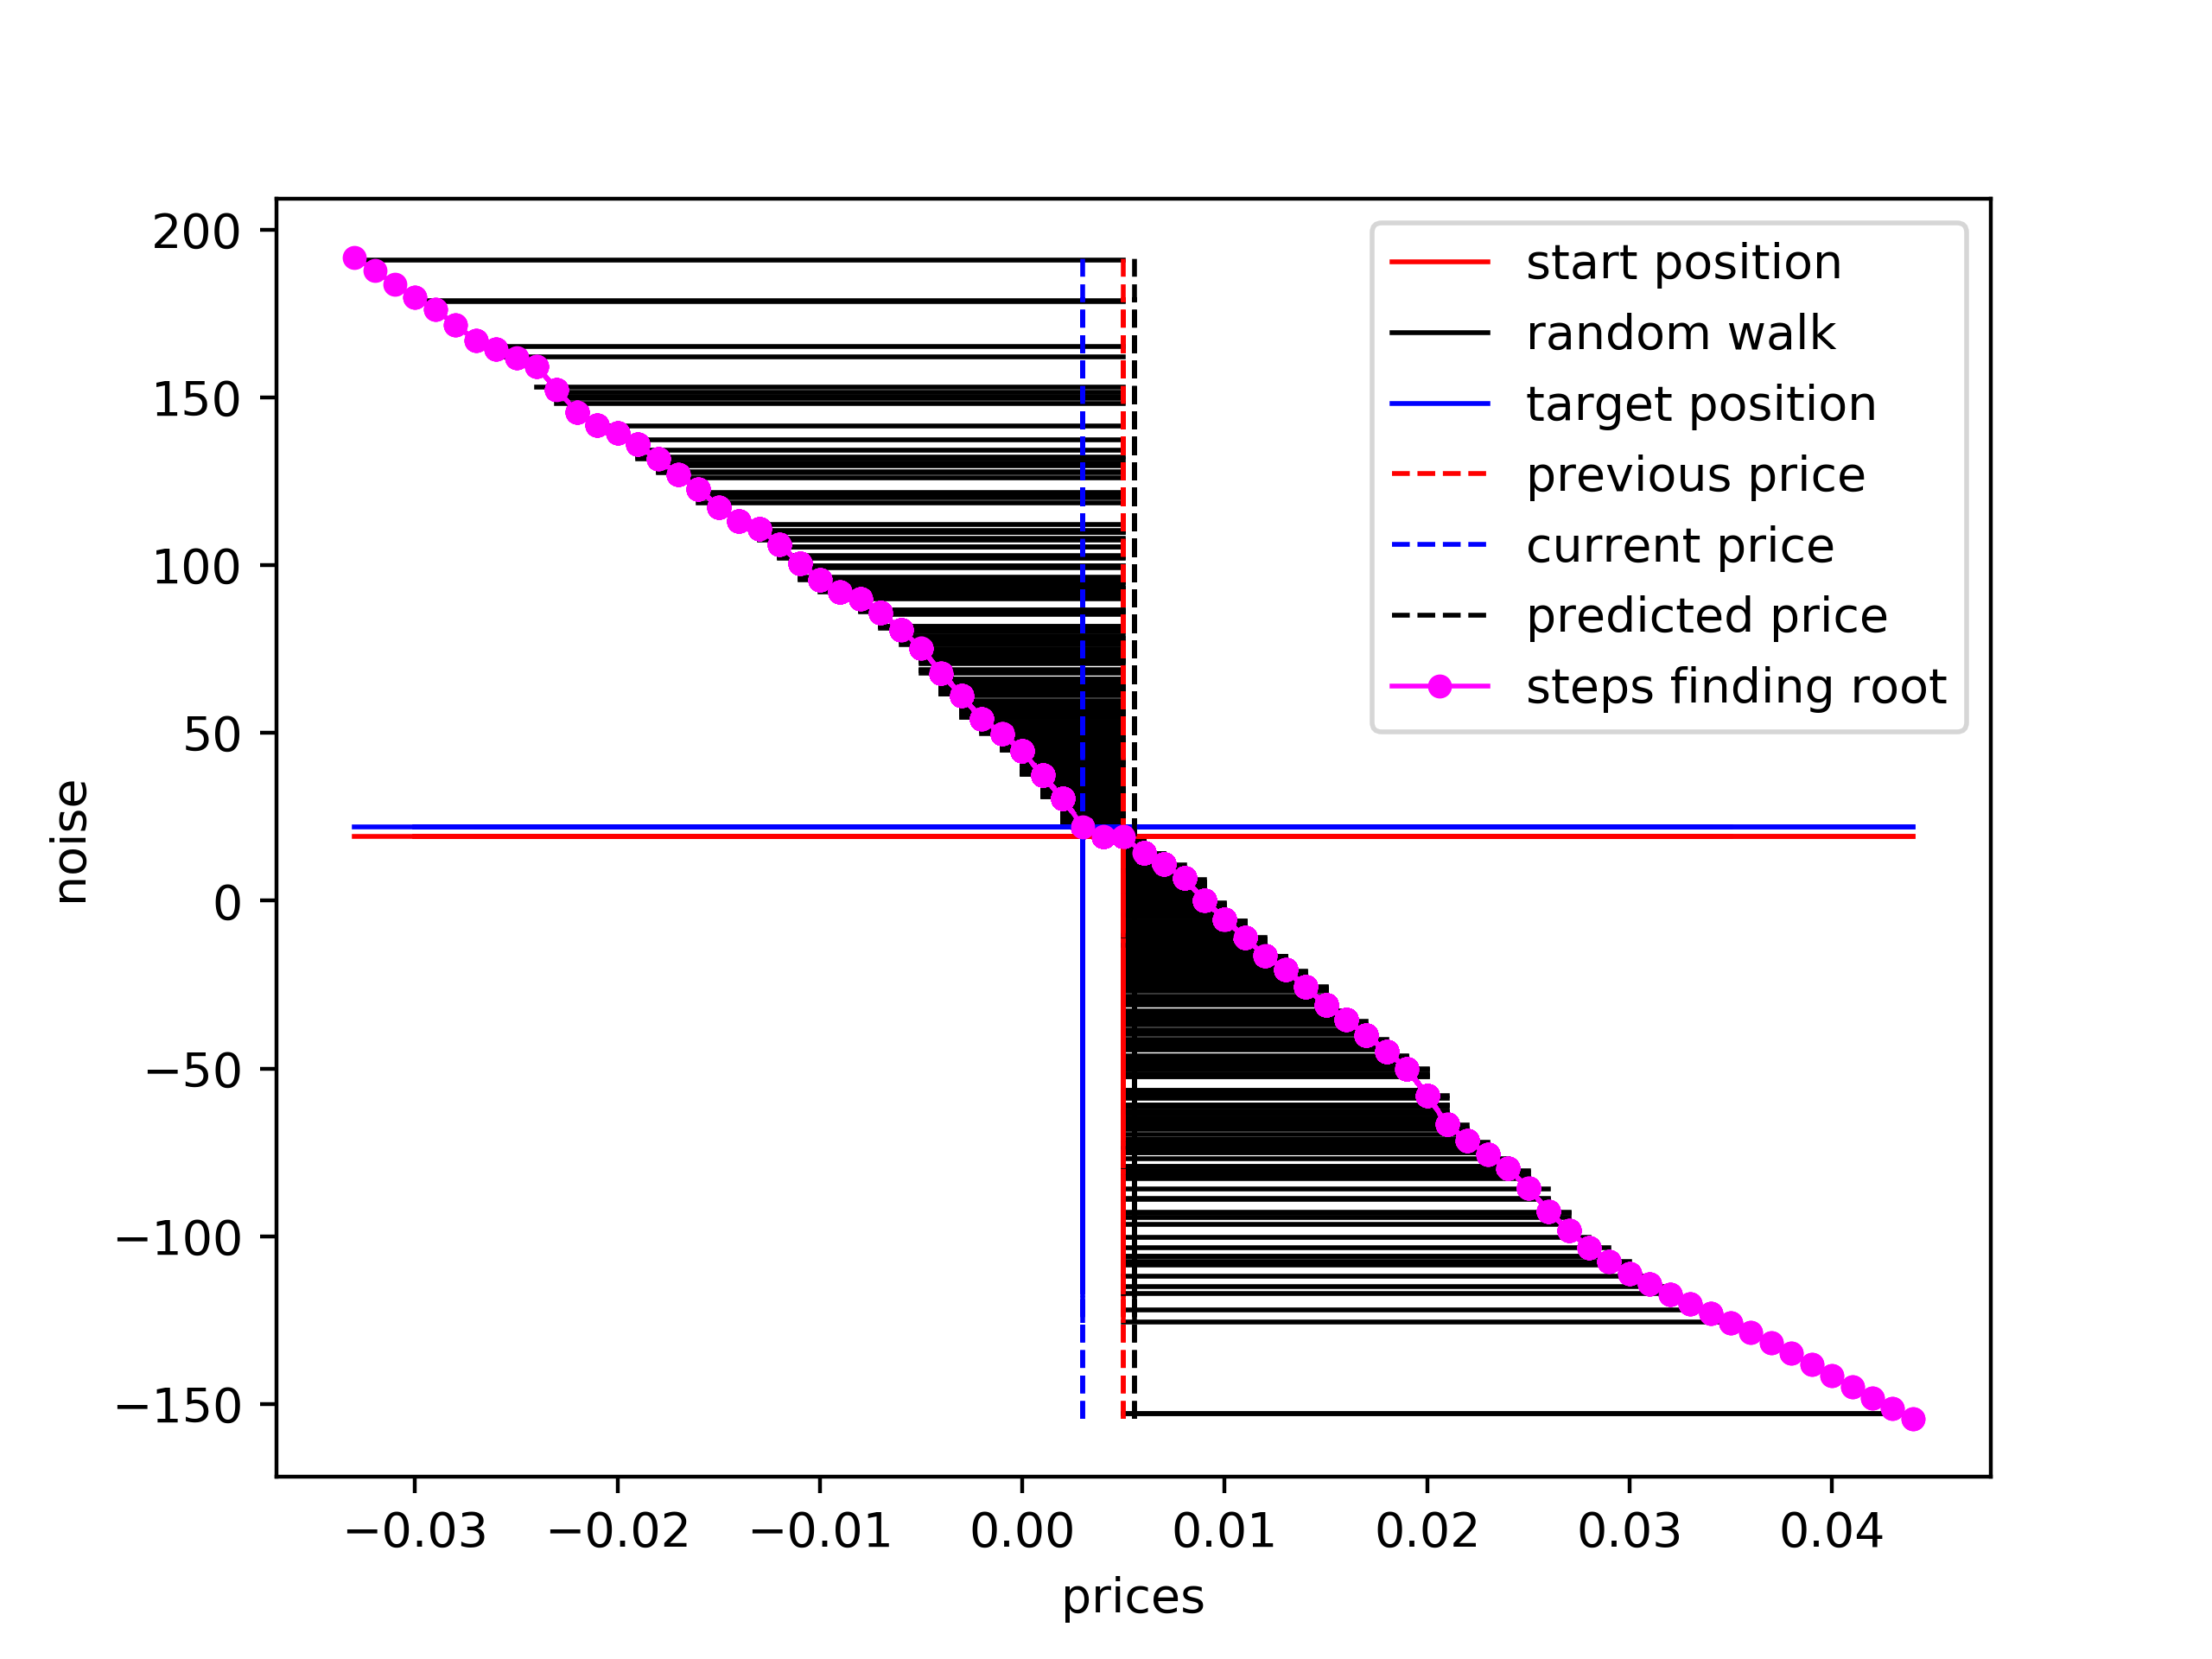 200
150
100
50
0
−50
−100
−150
noise
−0.03 −0.02 −0.01 0.00 0.01 0.02 0.03 0.04
prices
start position
random walk
target position
previous price
current price
predicted price
steps finding root